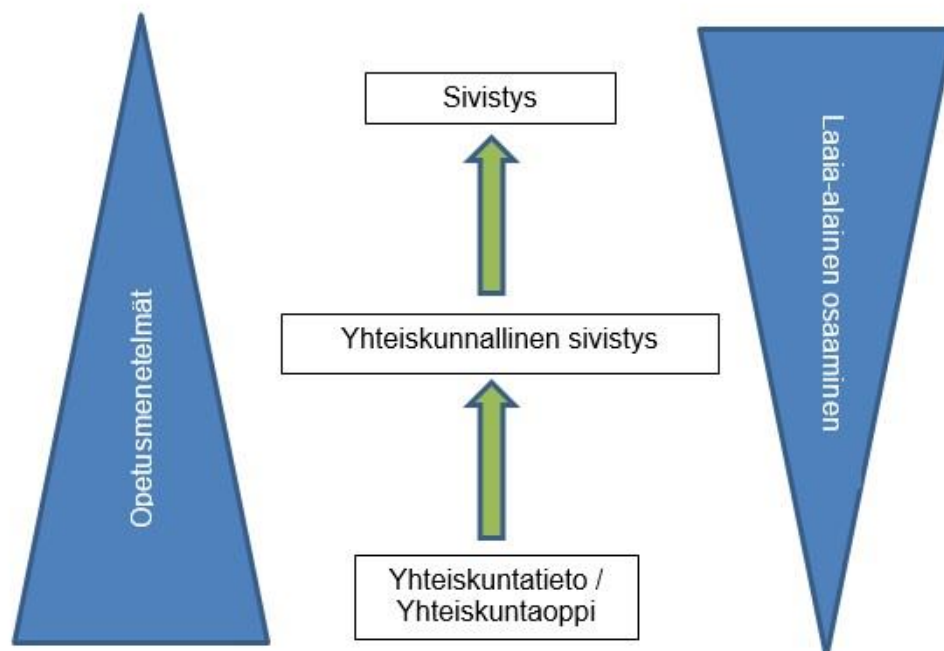 Sivistys
Opetusmenetelmät
Yhteiskunnallinen sivistys
Laaja-alainen osaaminen
Yhteiskuntatieto /
Yhteiskuntaoppi